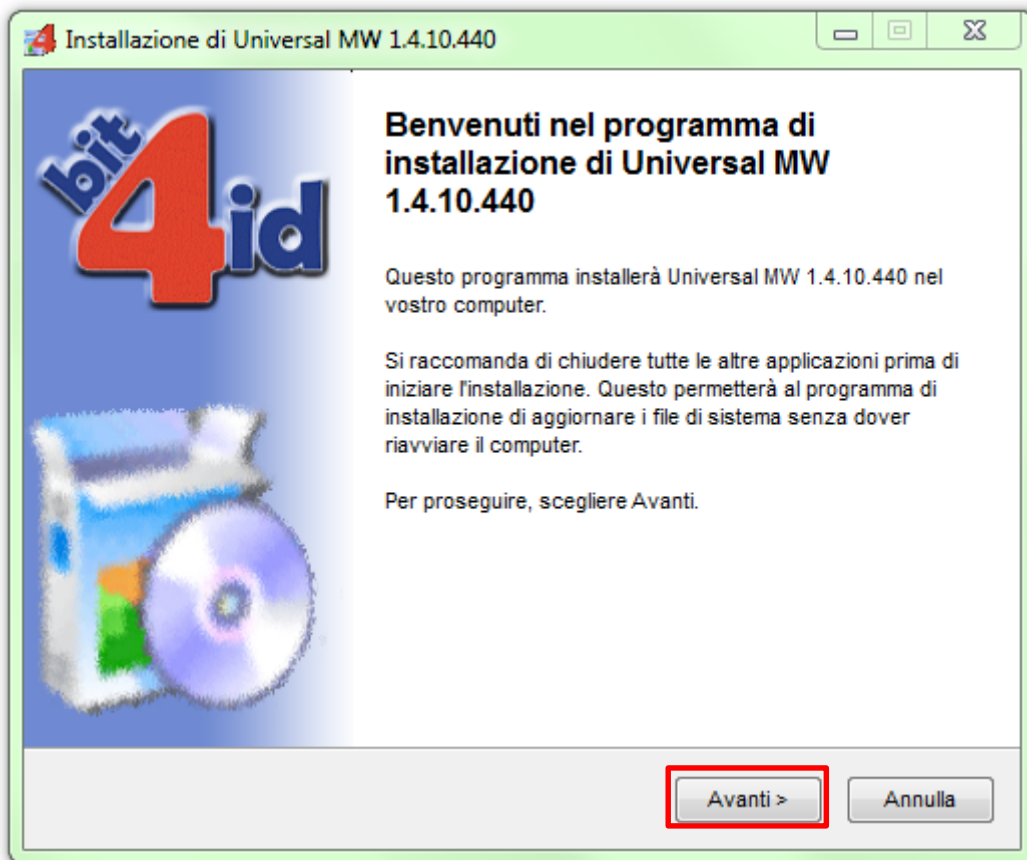 Installazione di Universal MW 1.4.10.440
bit
4
id
Benvenuti nel programma di
installazione di Universal MW
1.4.10.440
Questo programma installerà Universal MW 1.4.10.440 nel
vostro computer.
Si raccomanda di chiudere tutte le altre applicazioni prima di
iniziare l'installazione. Questo permetterà al programma di
installazione di aggiornare i file di sistema senza dover
riavviare il computer.
Per proseguire, scegliere Avanti.
Avanti >
Annulla